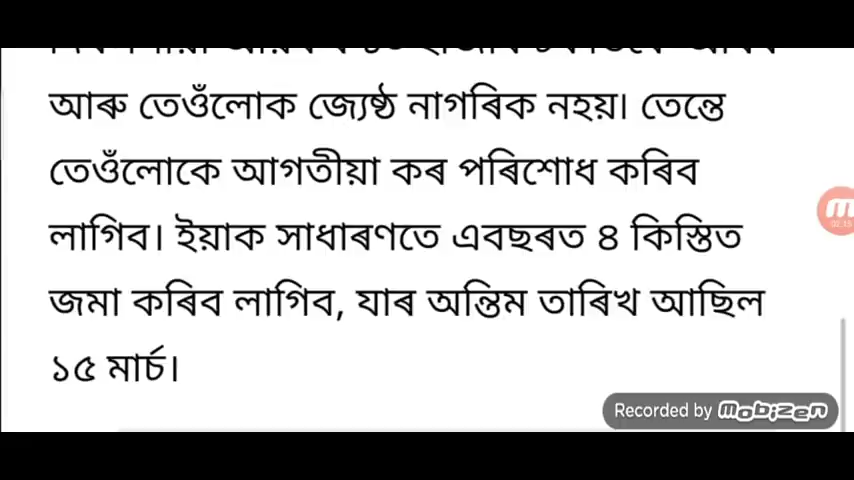 আৰু তেওঁলোক জ্যেষ্ঠ নাগৰিক নহয়। তেন্তে
তেওঁলোকে আগতীয়া কৰ পৰিশোধ কৰিব
লাগিব। ইয়াক সাধাৰণতে এবছৰত ৪ কিস্তিত
জমা কৰিব লাগিব, যাৰ অন্তিম তাৰিখ আছিল
১৫ মাৰ্চ।
Recorded by Mobizen